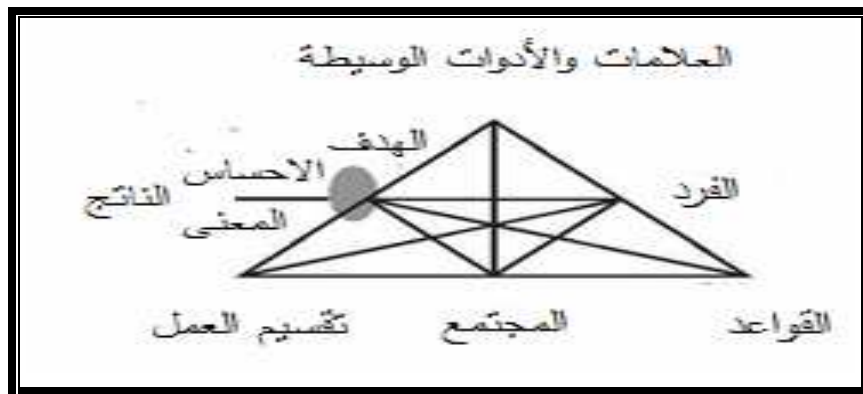 العلامات والأدوات الوسيطة
الهدف
الاحساس
الفرد
الناتج
المعنى
القواعد
المجتمع
تقسيم العمل